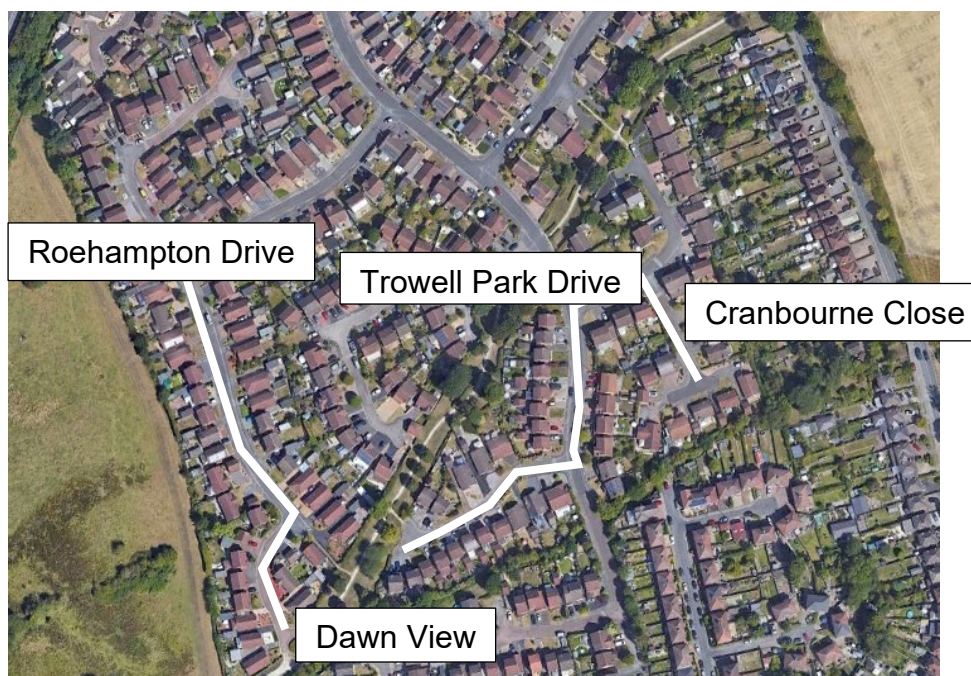 Roehampton Drive
Trowell Park Drive
Cranbourne Close
Dawn View